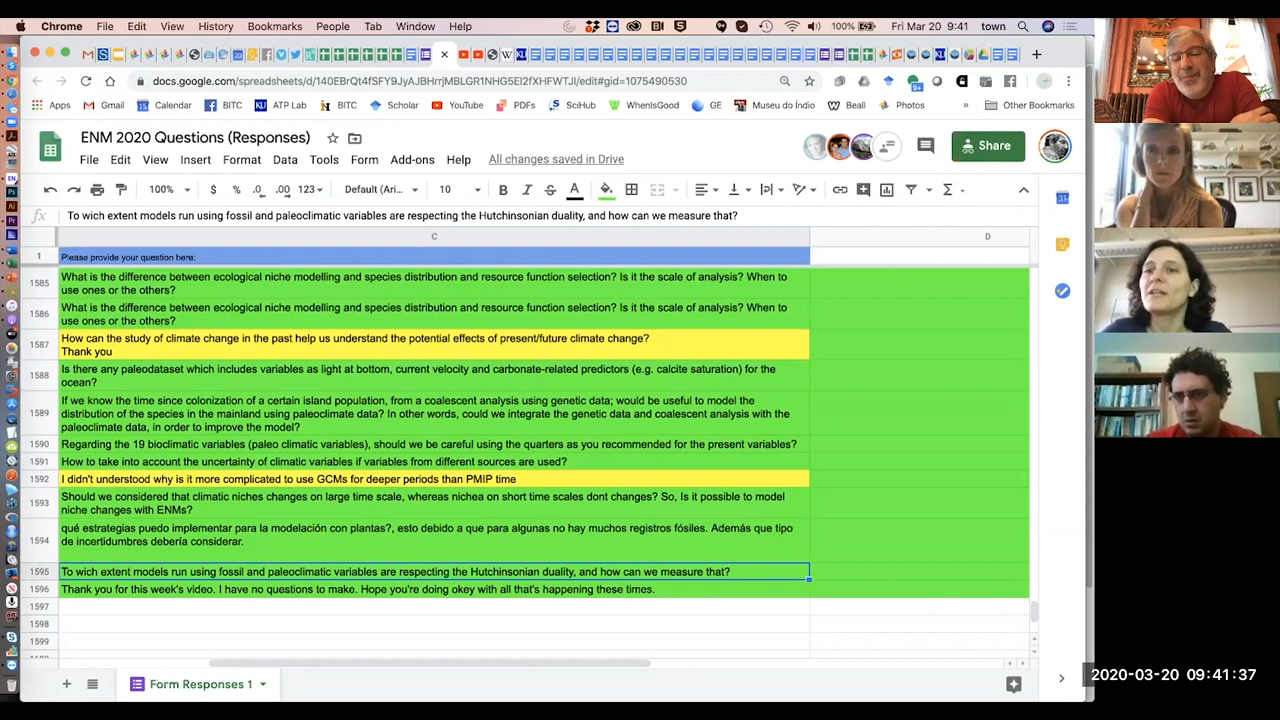 Chrome File Edit View History Bookmarks People Tab Window Help 100% Fri Mar 20 9:41 town
docs.google.com/spreadsheets/d/140EBrQt4fSFY9JyAJBHrrjMBLGR1NHG5EI2fXHFWTJI/edit#gid=1075490530
Apps Gmail Calendar BITC ATP Lab BITC Scholar YouTube PDFs SciHub WhenIsGood GE Museu do Índio Beall Photos » Other Bookmarks
ENM 2020 Questions (Responses)
File Edit View Insert Format Data Tools Form Add-ons Help All changes saved in Drive
Share
100% $ % .0 .00 123 Default (Ari... 10 B I S A
fx To wich extent models run using fossil and paleoclimatic variables are respecting the Hutchinsonian duality, and how can we measure that?
C D
1 Please provide your question here:
1585 What is the difference between ecological niche modelling and species distribution and resource function selection? Is it the scale of analysis? When to
use ones or the others?
1586 What is the difference between ecological niche modelling and species distribution and resource function selection? Is it the scale of analysis? When to
use ones or the others?
1587 How can the study of climate change in the past help us understand the potential effects of present/future climate change?
Thank you
1588 Is there any paleodataset which includes variables as light at bottom, current velocity and carbonate-related predictors (e.g. calcite saturation) for the
ocean?
1589 If we know the time since colonization of a certain island population, from a coalescent analysis using genetic data; would be useful to model the
distribution of the species in the mainland using paleoclimate data? In other words, could we integrate the genetic data and coalescent analysis with the
paleoclimate data, in order to improve the model?
1590 Regarding the 19 bioclimatic variables (paleo climatic variables), should we be careful using the quarters as you recommended for the present variables?
1591 How to take into account the uncertainty of climatic variables if variables from different sources are used?
1592 I didn't understood why is it more complicated to use GCMs for deeper periods than PMIP time
1593 Should we considered that climatic niches changes on large time scale, whereas nichea on short time scales dont changes? So, Is it possible to model
niche changes with ENMs?
1594 qué estrategias puedo implementar para la modelación con plantas?, esto debido a que para algunas no hay muchos registros fósiles. Además que tipo
de incertidumbres debería considerar.
1595 To wich extent models run using fossil and paleoclimatic variables are respecting the Hutchinsonian duality, and how can we measure that?
1596 Thank you for this week's video. I have no questions to make. Hope you're doing okey with all that's happening these times.
1597
1598
1599
Form Responses 1
2020-03-20 09:41:37